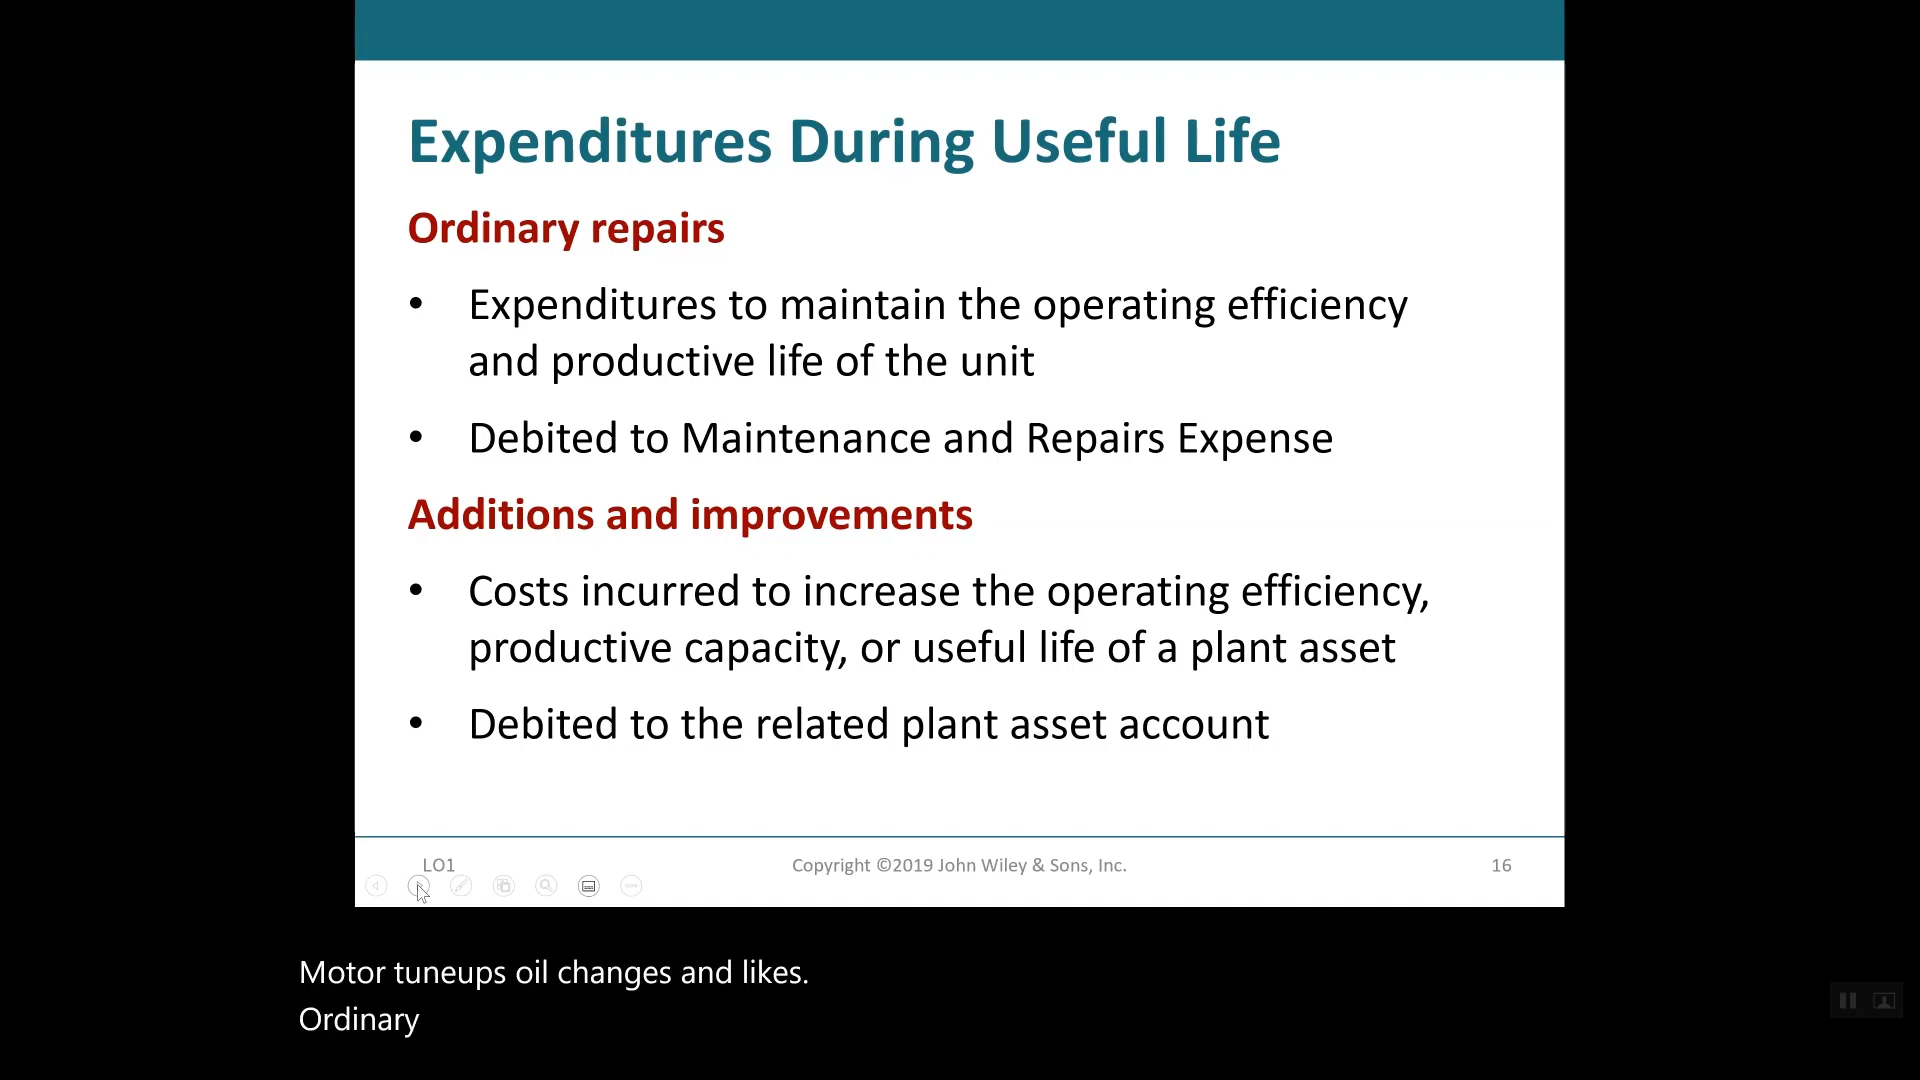 Expenditures During Useful Life
Ordinary repairs
• Expenditures to maintain the operating efficiency
and productive life of the unit
• Debited to Maintenance and Repairs Expense
Additions and improvements
• Costs incurred to increase the operating efficiency,
productive capacity, or useful life of a plant asset
• Debited to the related plant asset account
LO1 Copyright ©2019 John Wiley & Sons, Inc. 16
Motor tuneups oil changes and likes.
Ordinary